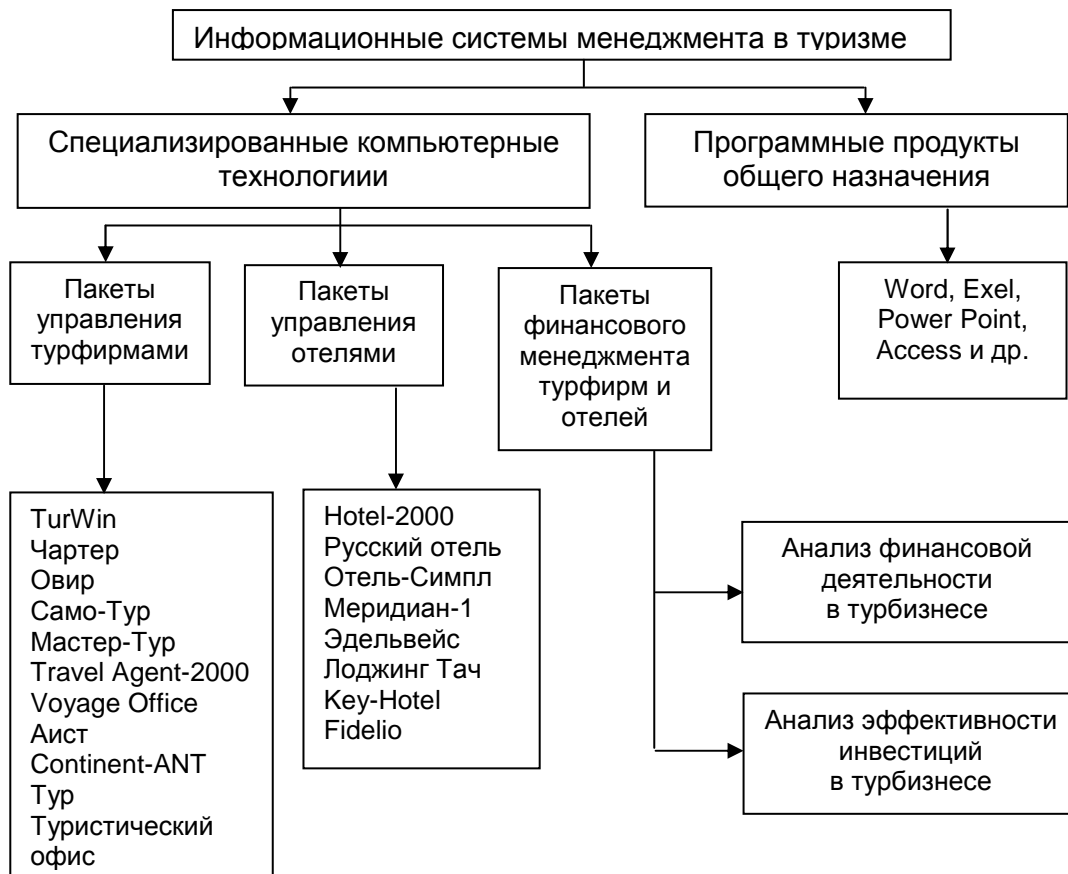 Информационные системы менеджмента в туризме
Специализированные компьютерные
технологиии
Программные продукты
общего назначения
Пакеты
управления
турфирмами
Пакеты
управления
отелями
Пакеты
финансового
менеджмента
турфирм и
отелей
Word, Exel,
Power Point,
Access и др.
TurWin
Чартер
Овир
Само-Тур
Мастер-Тур
Travel Agent-2000
Voyage Office
Аист
Continent-ANT
Тур
Туристический
офис
Hotel-2000
Русский отель
Отель-Симпл
Меридиан-1
Эдельвейс
Лоджинг Тач
Key-Hotel
Fidelio
Анализ финансовой
деятельности
в турбизнесе
Анализ эффективности
инвестиций
в турбизнесе